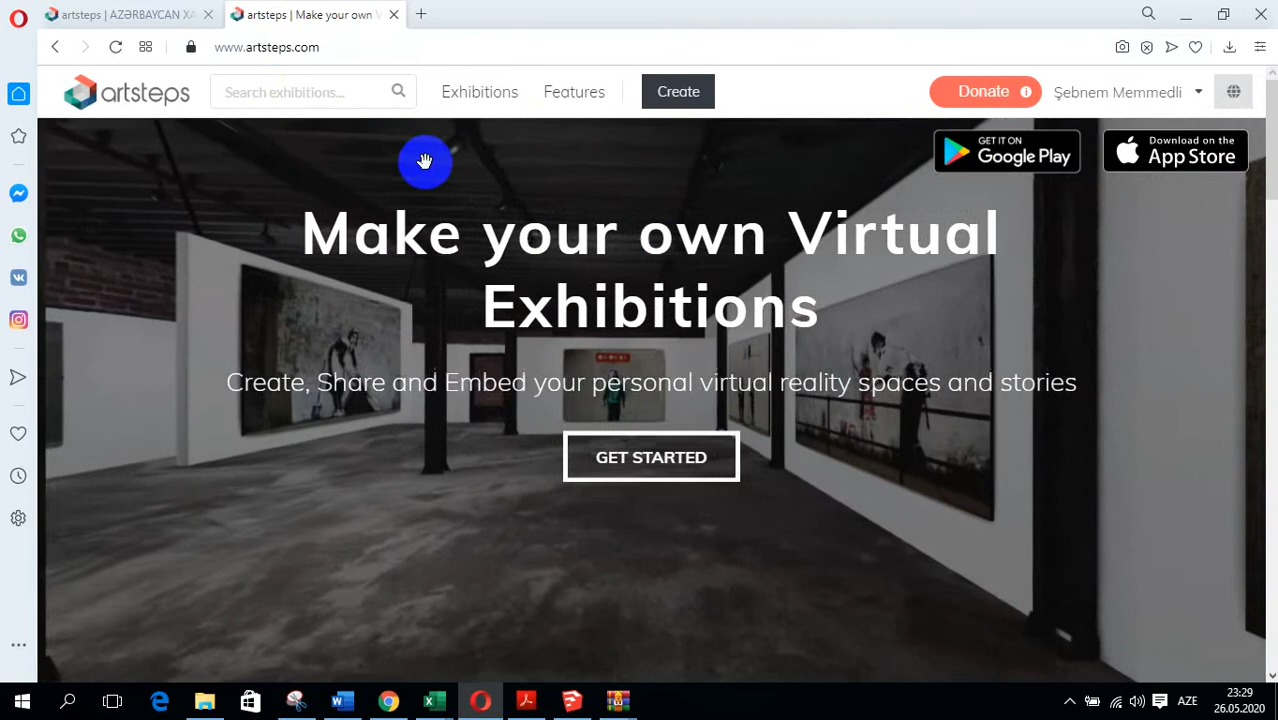 artsteps | AZƏRBAYCAN XA
artsteps | Make your own V
www.artsteps.com
artsteps
Search exhibitions...
Exhibitions
Features
Create
Donate
Şebnem Memmedli
GET IT ON
Google Play
Download on the
App Store
Make your own Virtual
Exhibitions
Create, Share and Embed your personal virtual reality spaces and stories
GET STARTED
AZE
23:29
26.05.2020